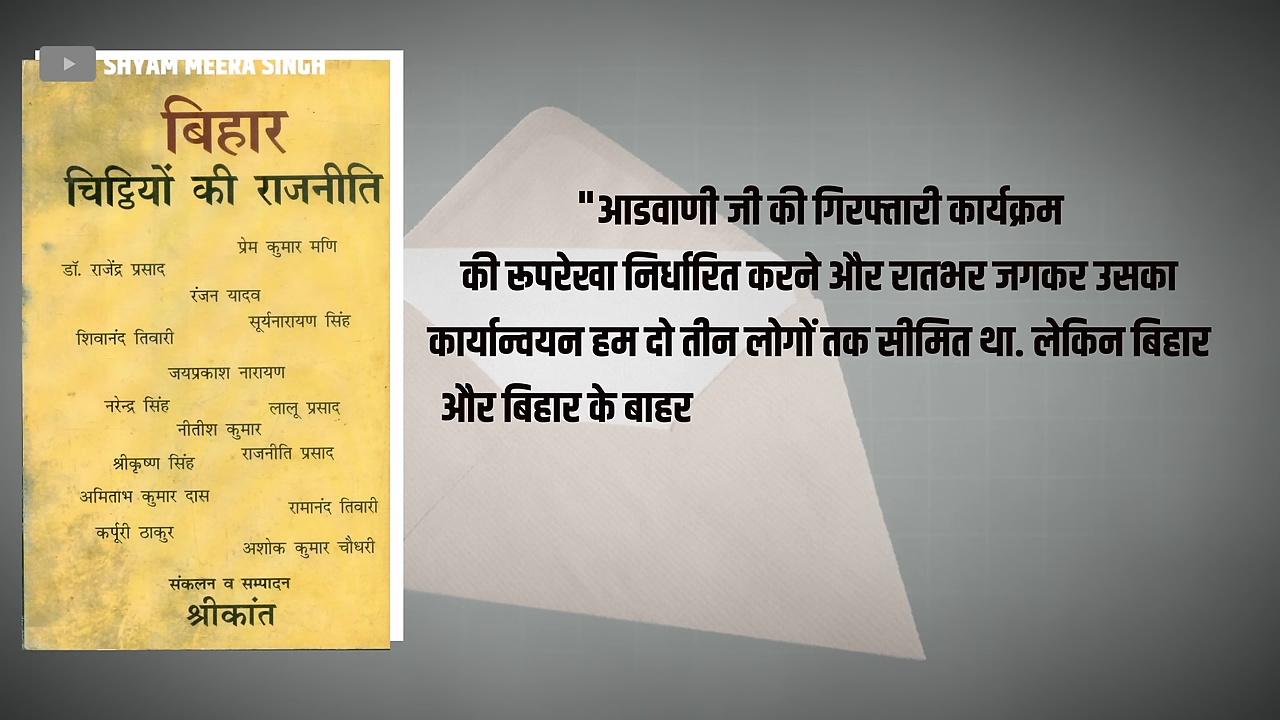 SHYAM MEERA SINGH
बिहार
चिट्ठियों की राजनीति
प्रेम कुमार मणि
डॉ. राजेंद्र प्रसाद
रंजन यादव
सूर्यनारायण सिंह
शिवानंद तिवारी
जयप्रकाश नारायण
नरेन्द्र सिंह
लालू प्रसाद
नीतीश कुमार
राजनीति प्रसाद
श्रीकृष्ण सिंह
अमिताभ कुमार दास
रामानंद तिवारी
कर्पूरी ठाकुर
अशोक कुमार चौधरी
संकलन व सम्पादन
श्रीकांत
"आडवाणी जी की गिरफ्तारी कार्यक्रम
की रूपरेखा निर्धारित करने और रातभर जगकर उसका
कार्यान्वयन हम दो तीन लोगों तक सीमित था. लेकिन बिहार
और बिहार के बाहर